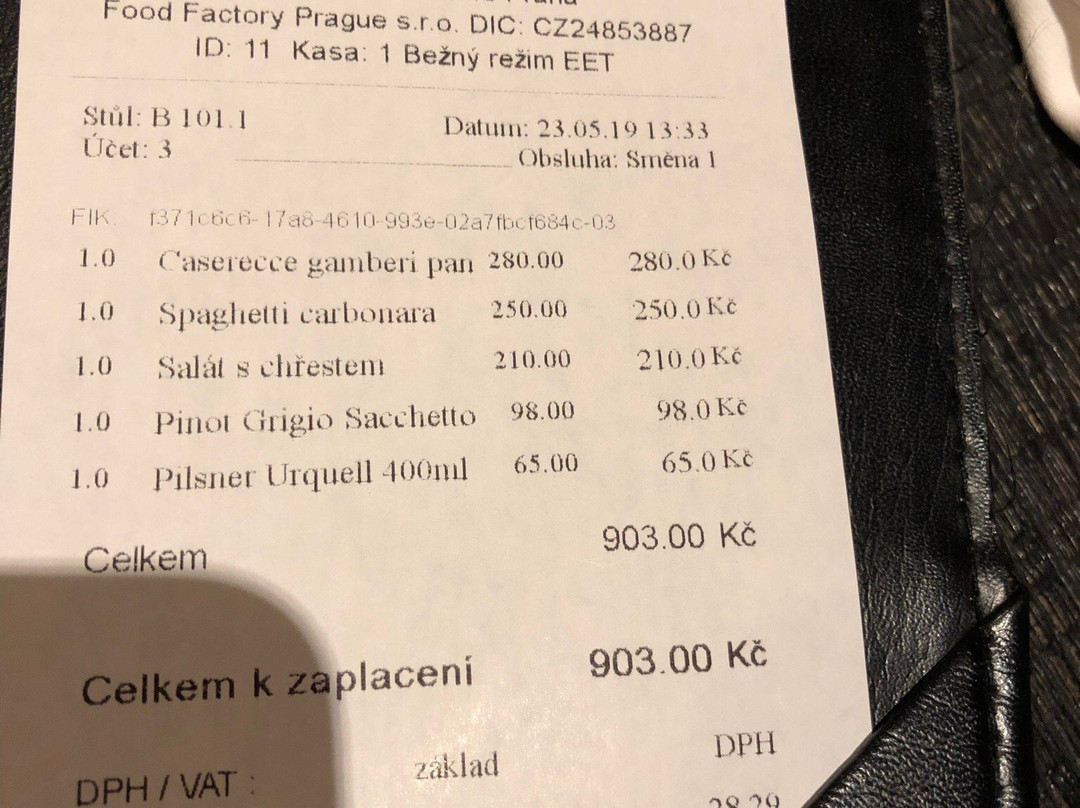 Food Factory Prague s.r.o. DIC: CZ24853887
ID: 11 Kasa: 1 Bežný režim EET
Stůl: B 101.1 Datum: 23.05.19 13:33
Účet: 3 Obsluha: Směna 1
FIK: f371c6c6-17a8-4610-993e-02a7fbcf684c-03
1.0 Caserecce gamberi pan 280.00 280.0 Kč
1.0 Spaghetti carbonara 250.00 250.0 Kč
1.0 Salát s chřestem 210.00 210.0 Kč
1.0 Pinot Grigio Sacchetto 98.00 98.0 Kč
1.0 Pilsner Urquell 400ml 65.00 65.0 Kč
Celkem 903.00 Kč
Celkem k zaplacení 903.00 Kč
DPH / VAT : základ DPH